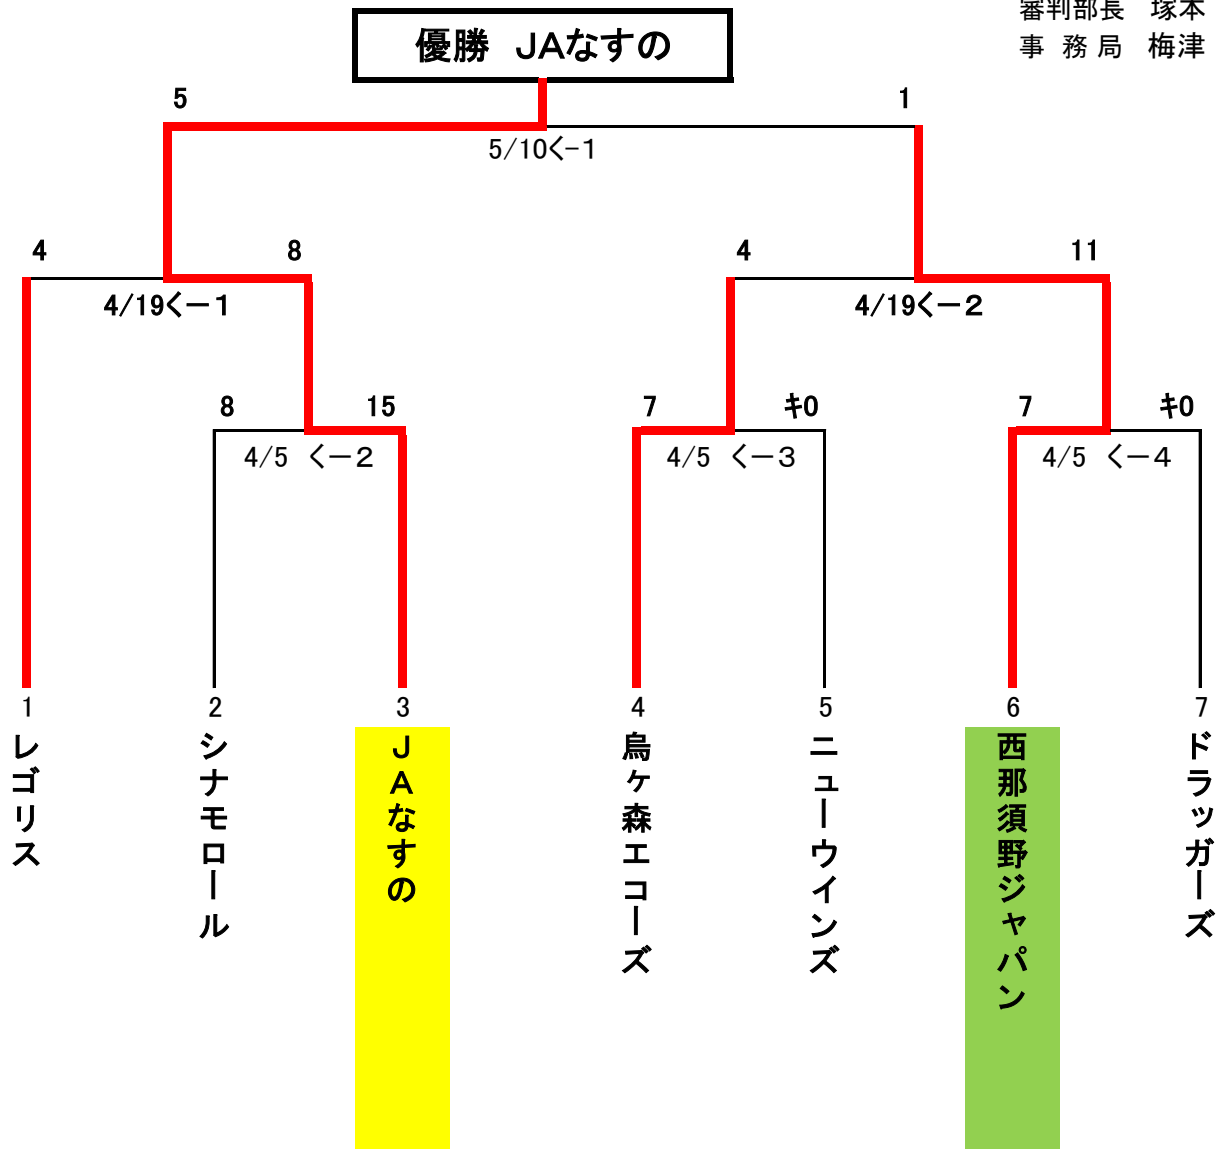 審判部長　塚本
事 務 局　梅津
優勝　JAなすの
5
1
5/10く-1
4
8
4
11
4/19くー1
4/19くー2
8
15
7
ｷ0
7
ｷ0
4/5　くー2
4/5　くー3
4/5　くー4
1
2
3
4
5
6
7
レゴリス
シナモロール
JAなすの
烏ヶ森エコーズ
ニューウインズ
西那須野ジャパン
ドラッガーズ